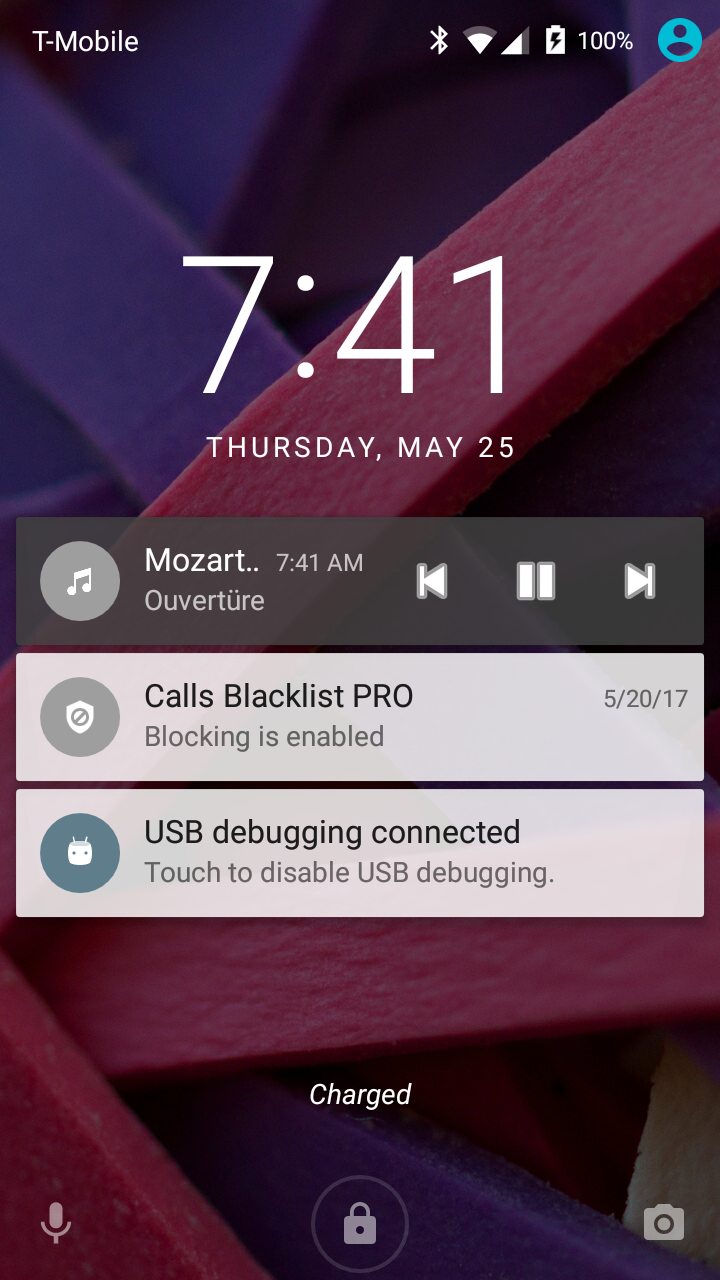 T-Mobile 100%
7:41
THURSDAY, MAY 25
Mozart.. 7:41 AM
Ouvertüre
Calls Blacklist PRO 5/20/17
Blocking is enabled
USB debugging connected
Touch to disable USB debugging.
Charged